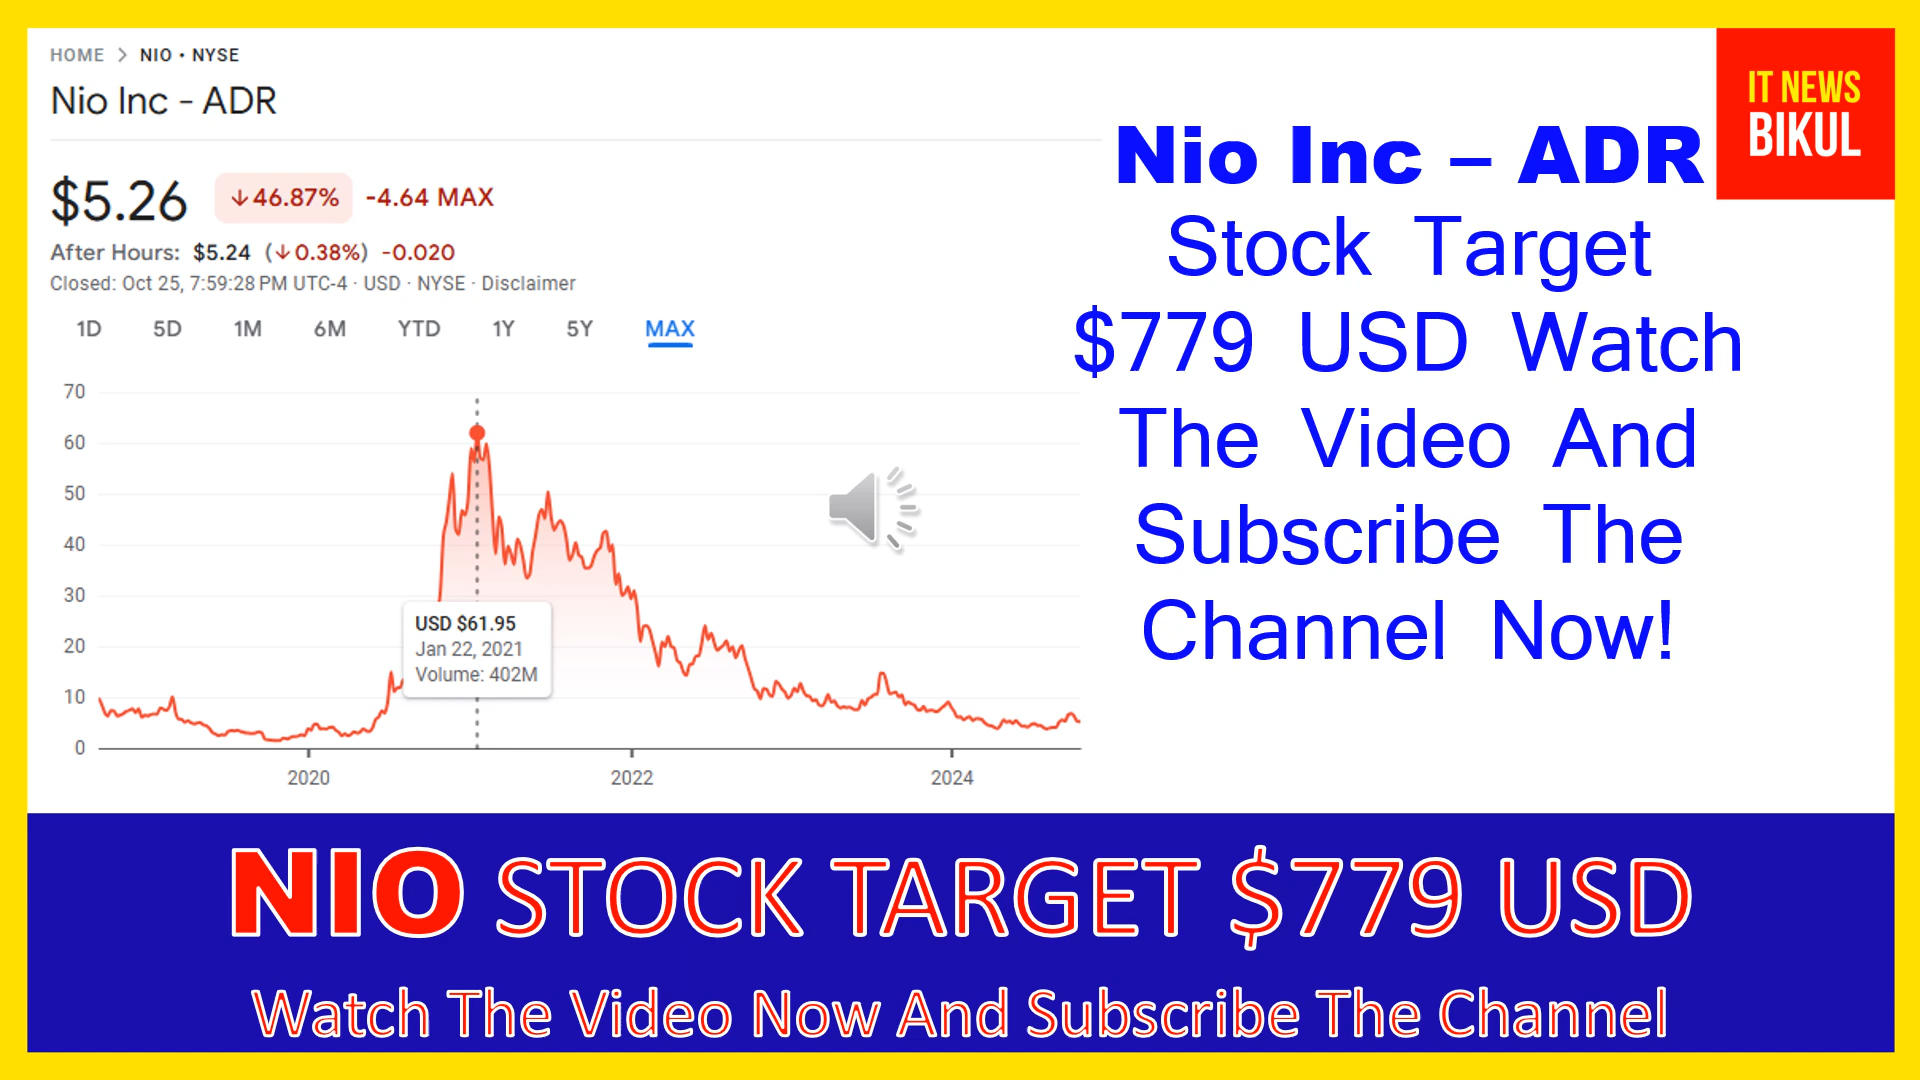 HOME > NIO • NYSE
Nio Inc - ADR
$5.26 ↓46.87% -4.64 MAX
After Hours: $5.24 (↓0.38%) -0.020
Closed: Oct 25, 7:59:28 PM UTC-4 · USD · NYSE · Disclaimer
1D 5D 1M 6M YTD 1Y 5Y MAX
70
60
50
40
30
20
10
0
USD $61.95
Jan 22, 2021
Volume: 402M
2020 2022 2024
Nio Inc – ADR
Stock Target
$779 USD Watch
The Video And
Subscribe The
Channel Now!
IT NEWS
BIKUL
NIO STOCK TARGET $779 USD
Watch The Video Now And Subscribe The Channel